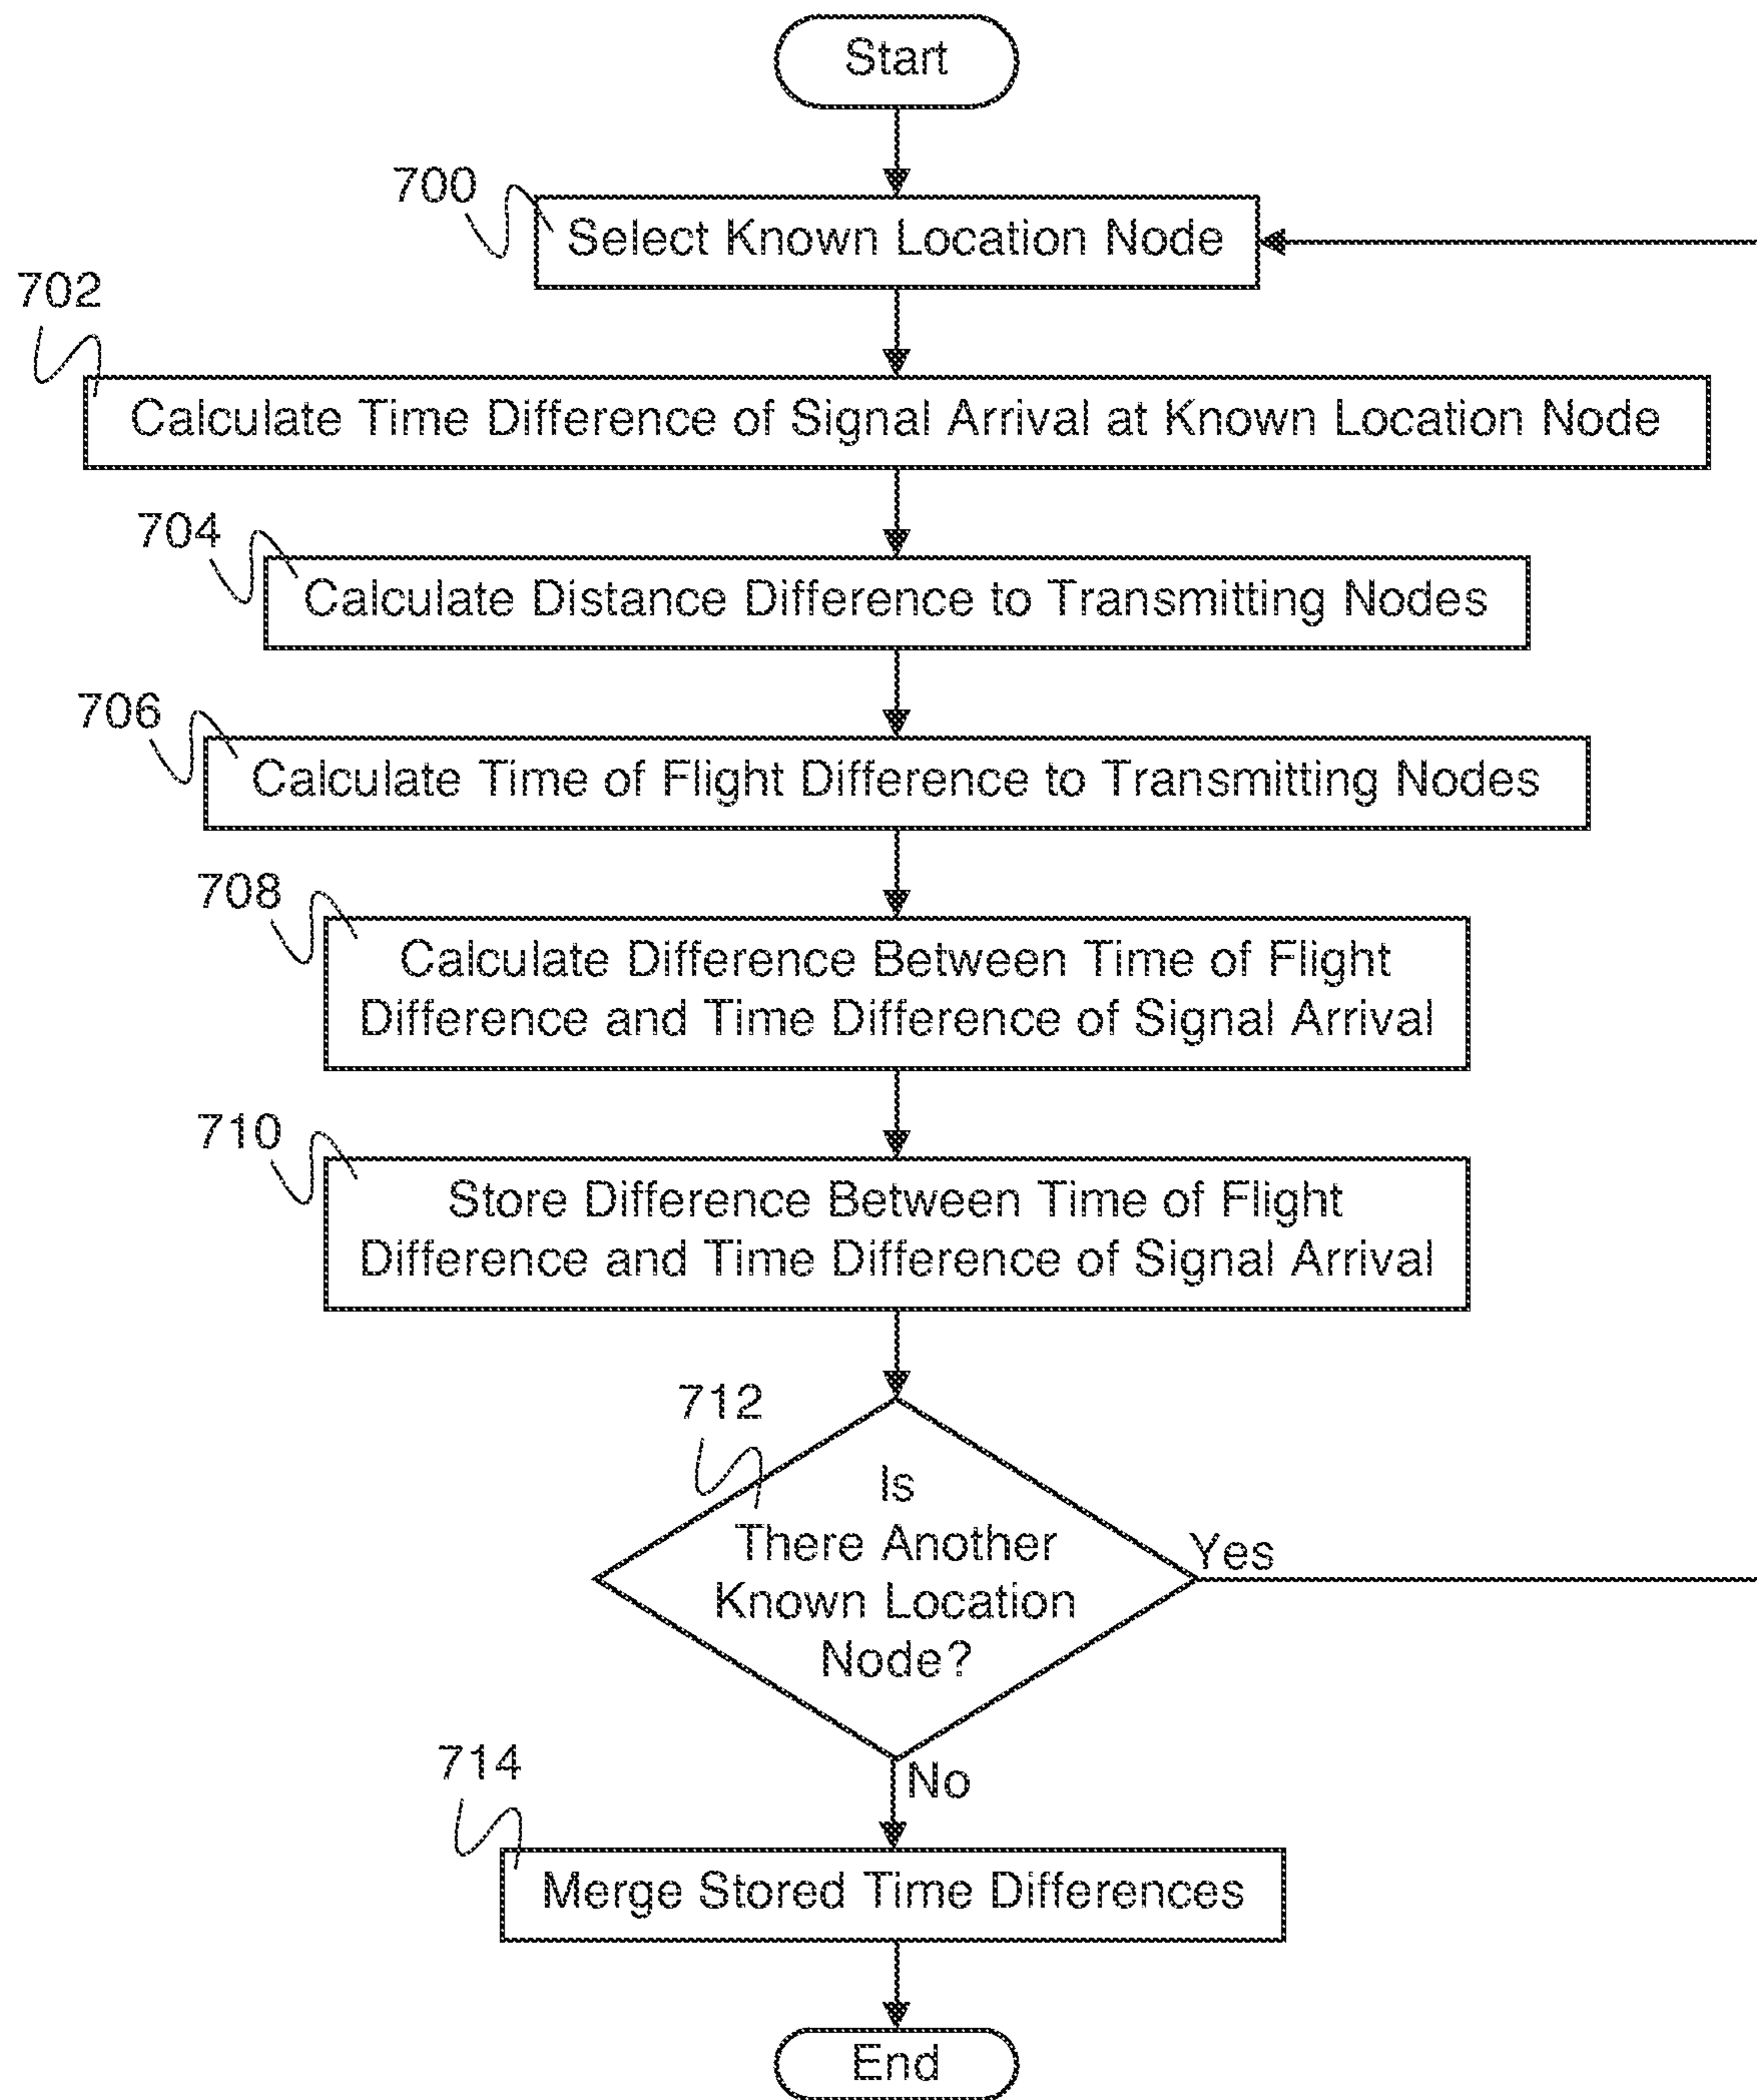 Start
700
Select Known Location Node
702
Calculate Time Difference of Signal Arrival at Known Location Node
704
Calculate Distance Difference to Transmitting Nodes
706
Calculate Time of Flight Difference to Transmitting Nodes
708
Calculate Difference Between Time of Flight
Difference and Time Difference of Signal Arrival
710
Store Difference Between Time of Flight
Difference and Time Difference of Signal Arrival
712
Is
There Another
Known Location
Node?
Yes
No
714
Merge Stored Time Differences
End